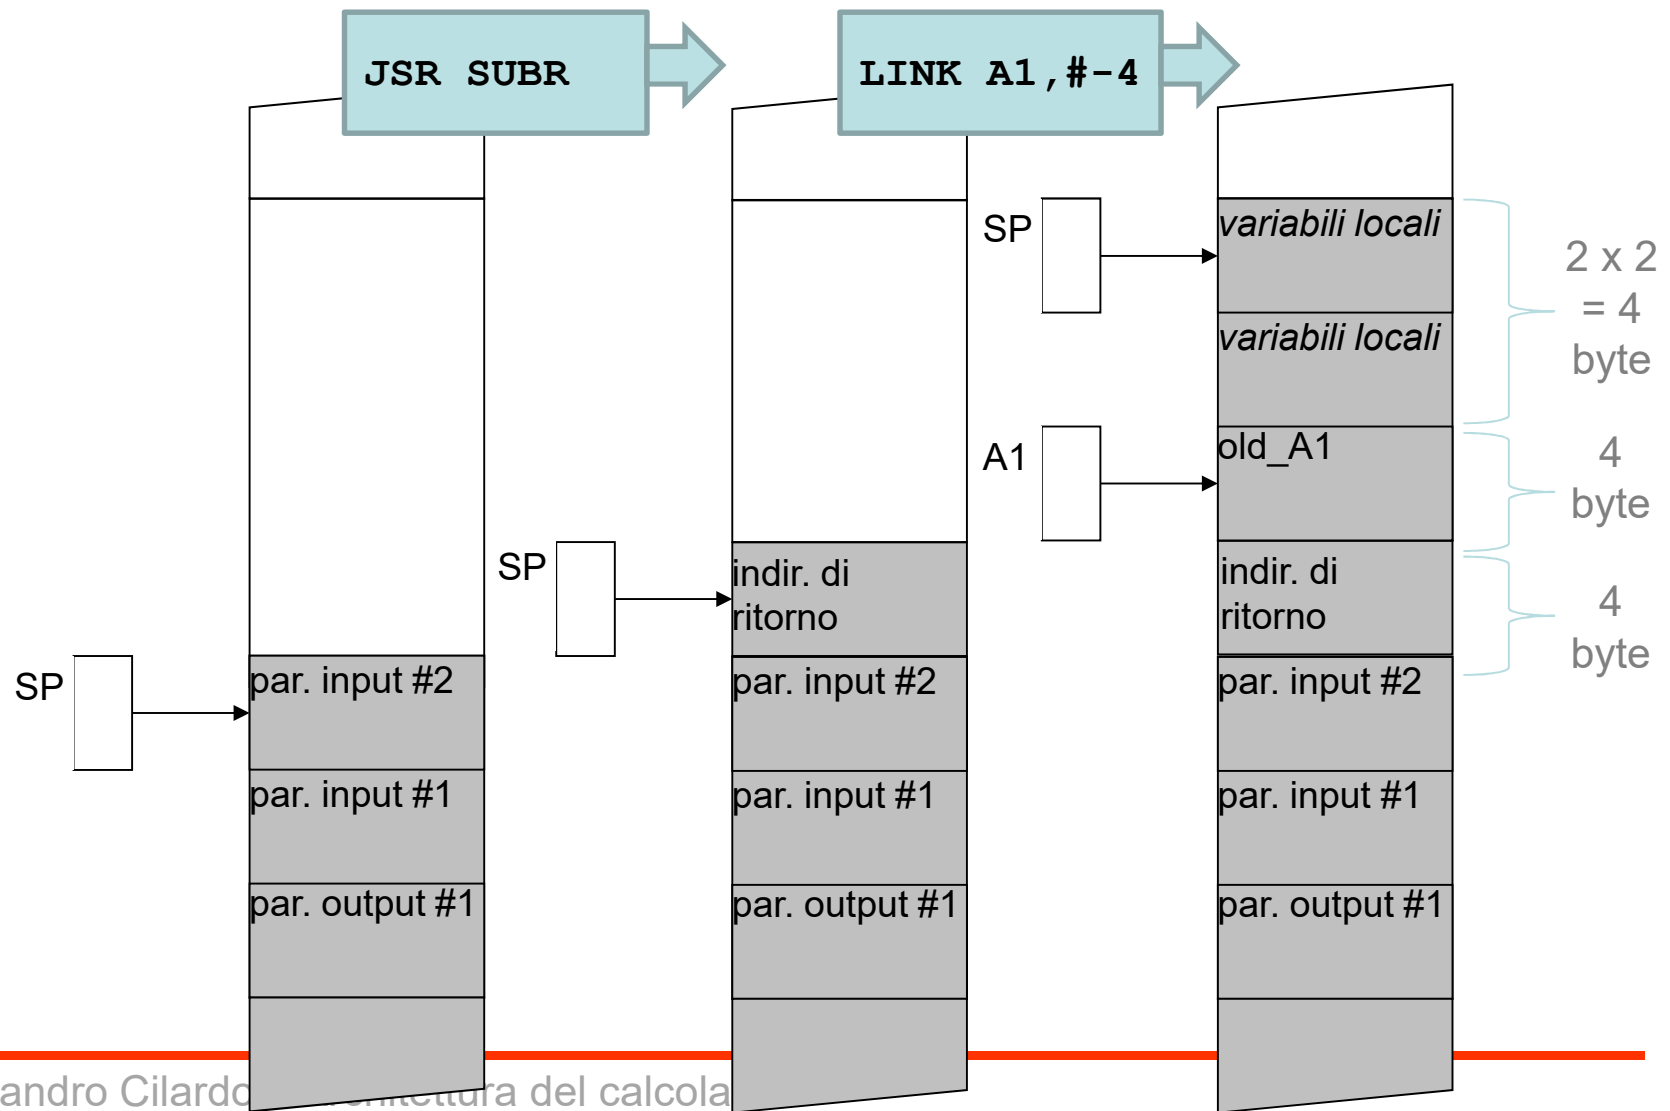 JSR SUBR
LINK A1,#-4
SP
par. input #2
par. input #1
par. output #1
SP
indir. di
ritorno
par. input #2
par. input #1
par. output #1
SP
A1
variabili locali
variabili locali
old_A1
indir. di
ritorno
par. input #2
par. input #1
par. output #1
2 x 2
= 4
byte
4
byte
4
byte
andro Cilardo del calcola